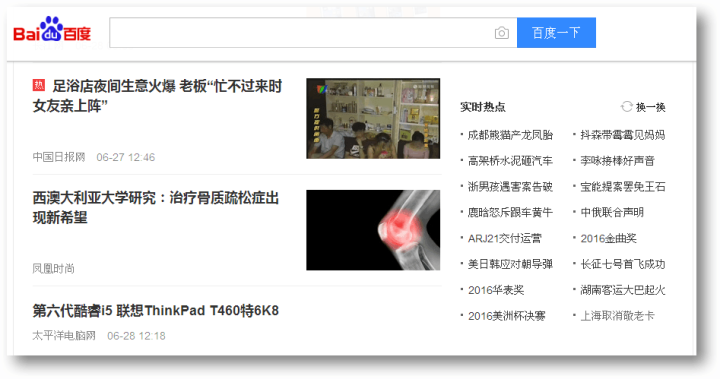 Bai du 百度
百度一下
热 足浴店夜间生意火爆 老板“忙不过来时
女友亲上阵”
中国日报网 06-27 12:46
西澳大利亚大学研究：治疗骨质疏松症出
现新希望
凤凰时尚
第六代酷睿i5 联想ThinkPad T460特6K8
太平洋电脑网 06-28 12:18
实时热点 换一换
成都熊猫产龙凤胎
抖森带霉霉见妈妈
高架桥水泥砸汽车
李咏接棒好声音
浙男孩遇害案告破
宝能提案罢免王石
鹿晗怒斥跟车黄牛
中俄联合声明
ARJ21交付运营
2016金曲奖
美日韩应对朝导弹
长征七号首飞成功
2016华表奖
湖南客运大巴起火
2016美洲杯决赛
上海取消敬老卡